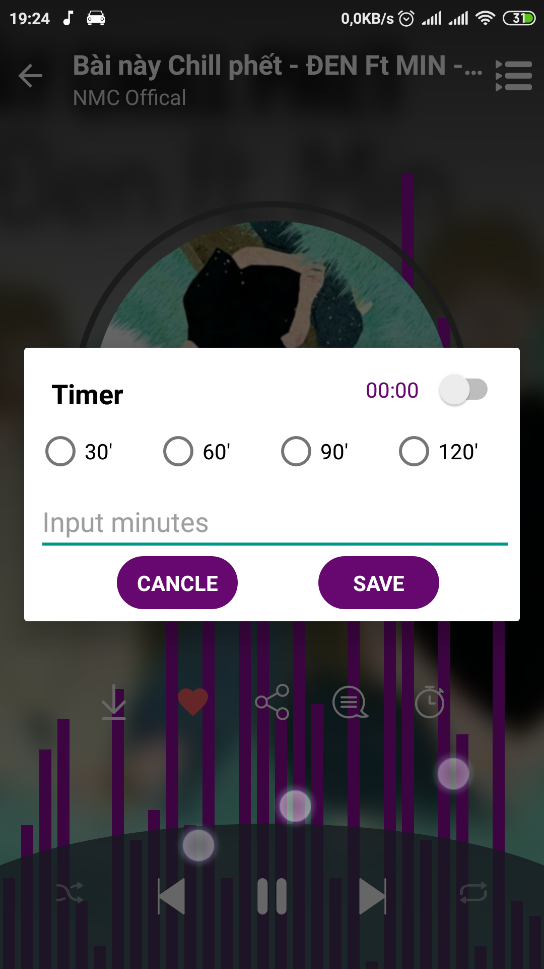 19:24
0,0KB/s
31
Bài này Chill phết - ĐEN Ft MIN -...
NMC Offical
Timer
00:00
30'
60'
90'
120'
Input minutes
CANCLE
SAVE